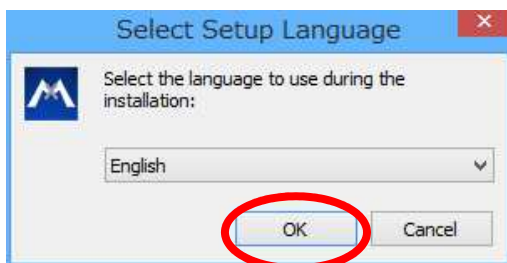 Select Setup Language
Select the language to use during the
installation:
English
OK
Cancel